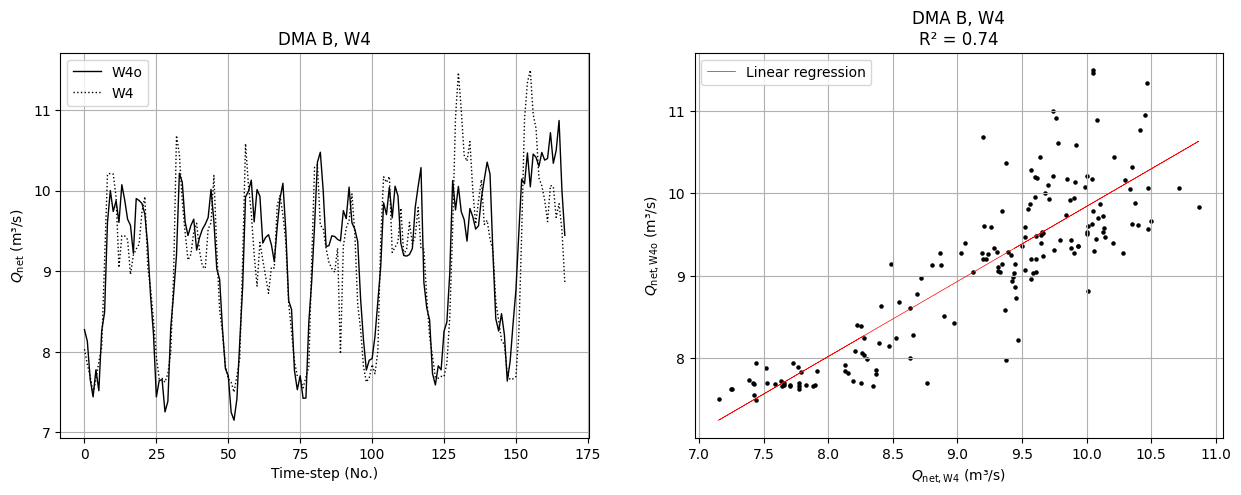 DMA B, W4
W4o
W4
Q_net (m³/s)
11
10
9
8
7
0 25 50 75 100 125 150 175
Time-step (No.)
DMA B, W4
R² = 0.74
Linear regression
Q_net, W4o (m³/s)
11
10
9
8
7.0 7.5 8.0 8.5 9.0 9.5 10.0 10.5 11.0
Q_net, W4 (m³/s)